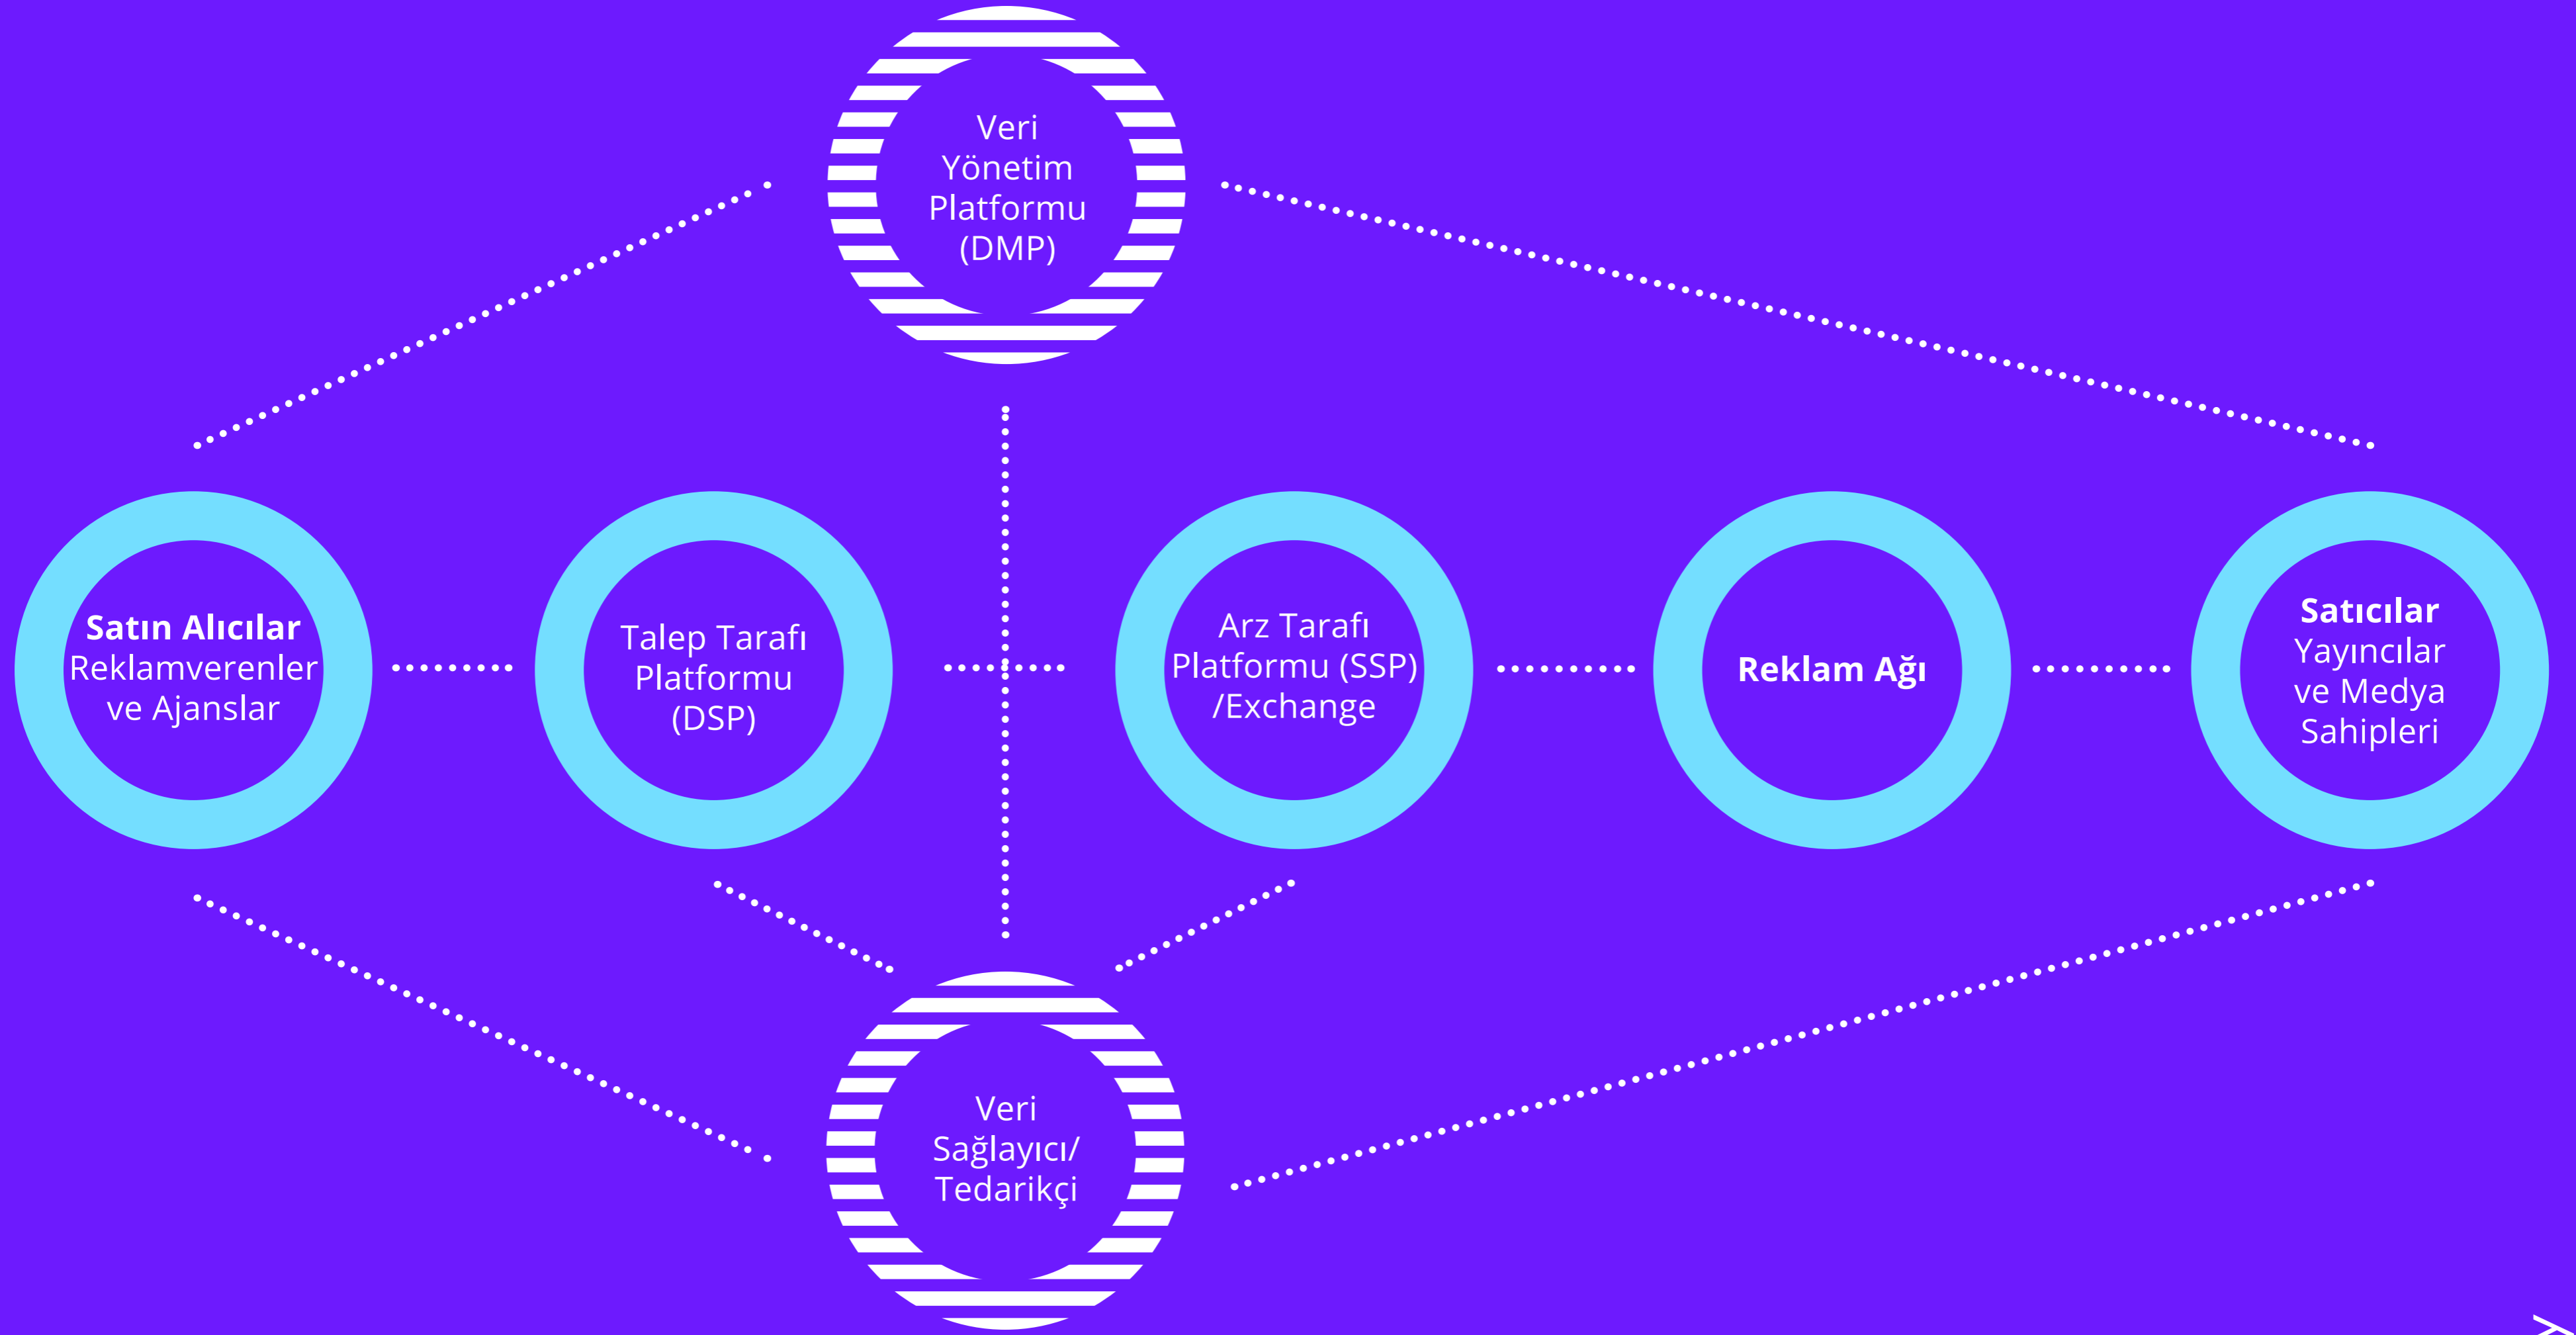 Veri
Yönetim
Platformu
(DMP)
Satın Alıcılar
Reklamverenler
ve Ajanslar
Talep Tarafı
Platformu
(DSP)
Arz Tarafı
Platformu (SSP)
/Exchange
Reklam Ağı
Satıcılar
Yayıncılar
ve Medya
Sahipleri
Veri
Sağlayıcı/
Tedarikçi